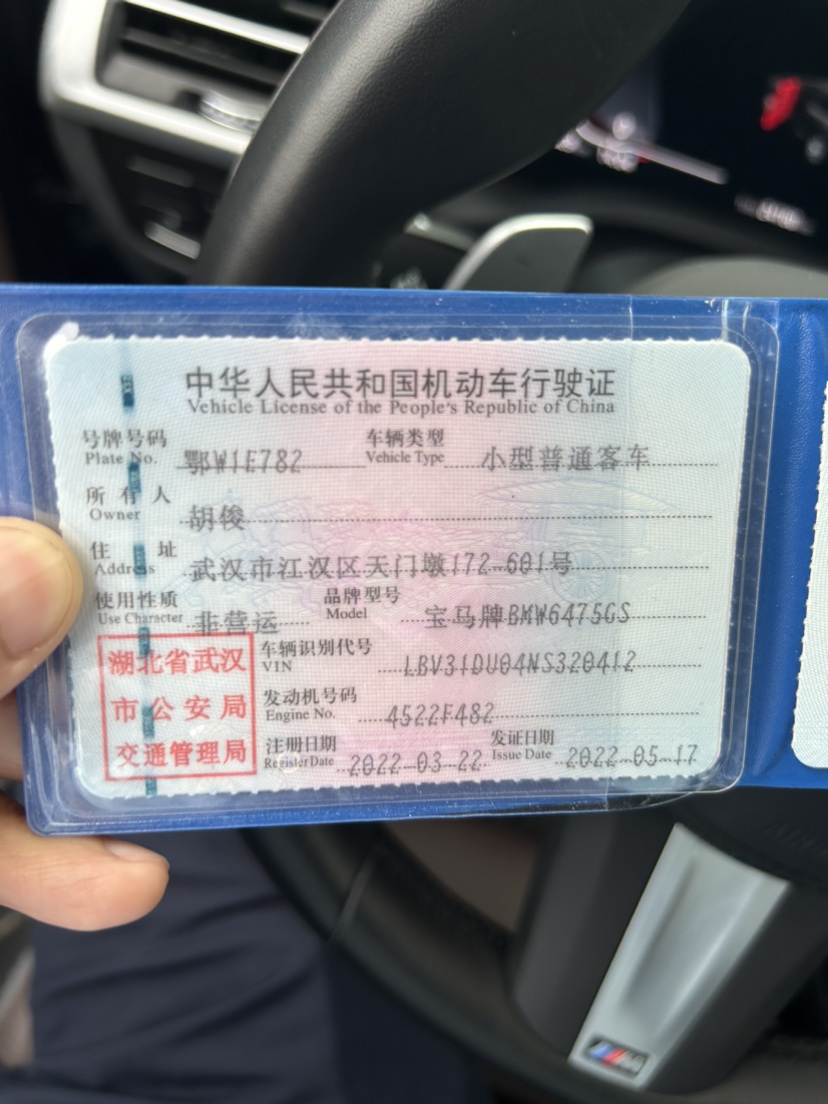 中华人民共和国机动车行驶证
Vehicle License of the People's Republic of China
号牌号码 鄂W1E782 车辆类型 小型普通客车
Plate No. Vehicle Type
所有人 胡俊
Owner
住址 武汉市江汉区天门墩172-601号
Address
使用性质 非营运 品牌型号 宝马牌BMW6475GS
Use Character Model
湖北省武汉
市公安局
交通管理局
车辆识别代号 LBV31DU04NS320412
VIN
发动机号码 4522F482
Engine No.
注册日期 2022-03-22 发证日期 2022-05-17
Register Date Issue Date